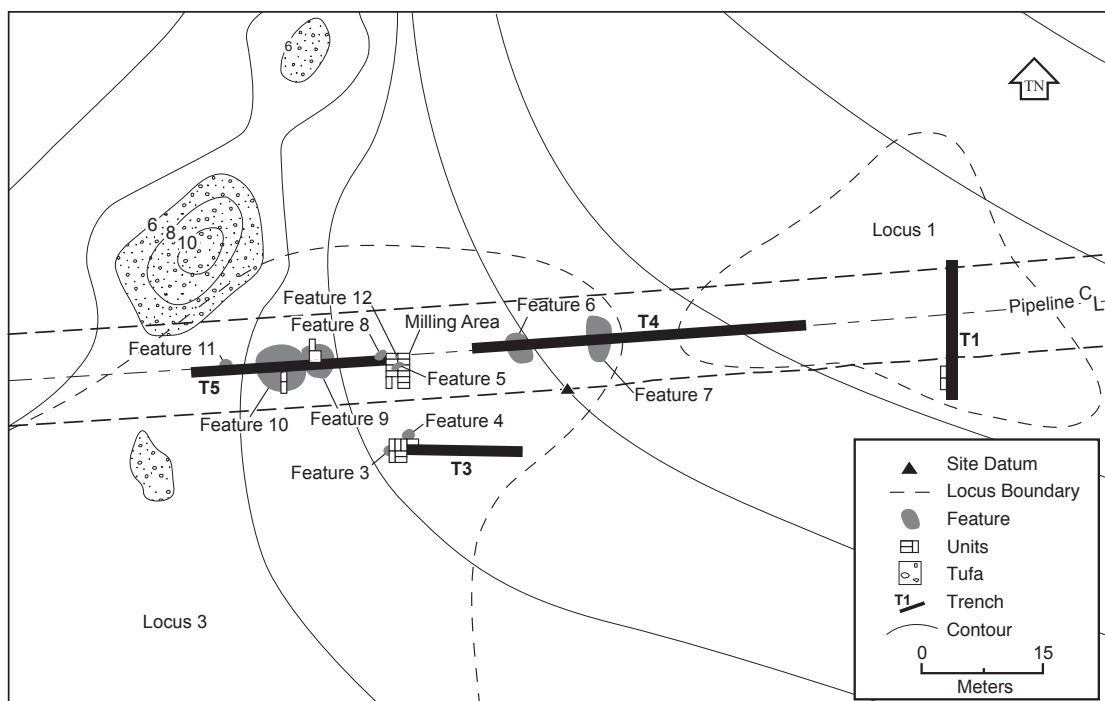 6
TN
6
8
10
Locus 1
Feature 12
Feature 8
Milling Area
Feature 6
T4
Pipeline CL
Feature 11
T5
Feature 5
T1
Feature 10
Feature 9
Feature 7
Feature 4
Feature 3
T3
Locus 3
Site Datum
Locus Boundary
Feature
Units
Tufa
T1 Trench
Contour
0 15
Meters